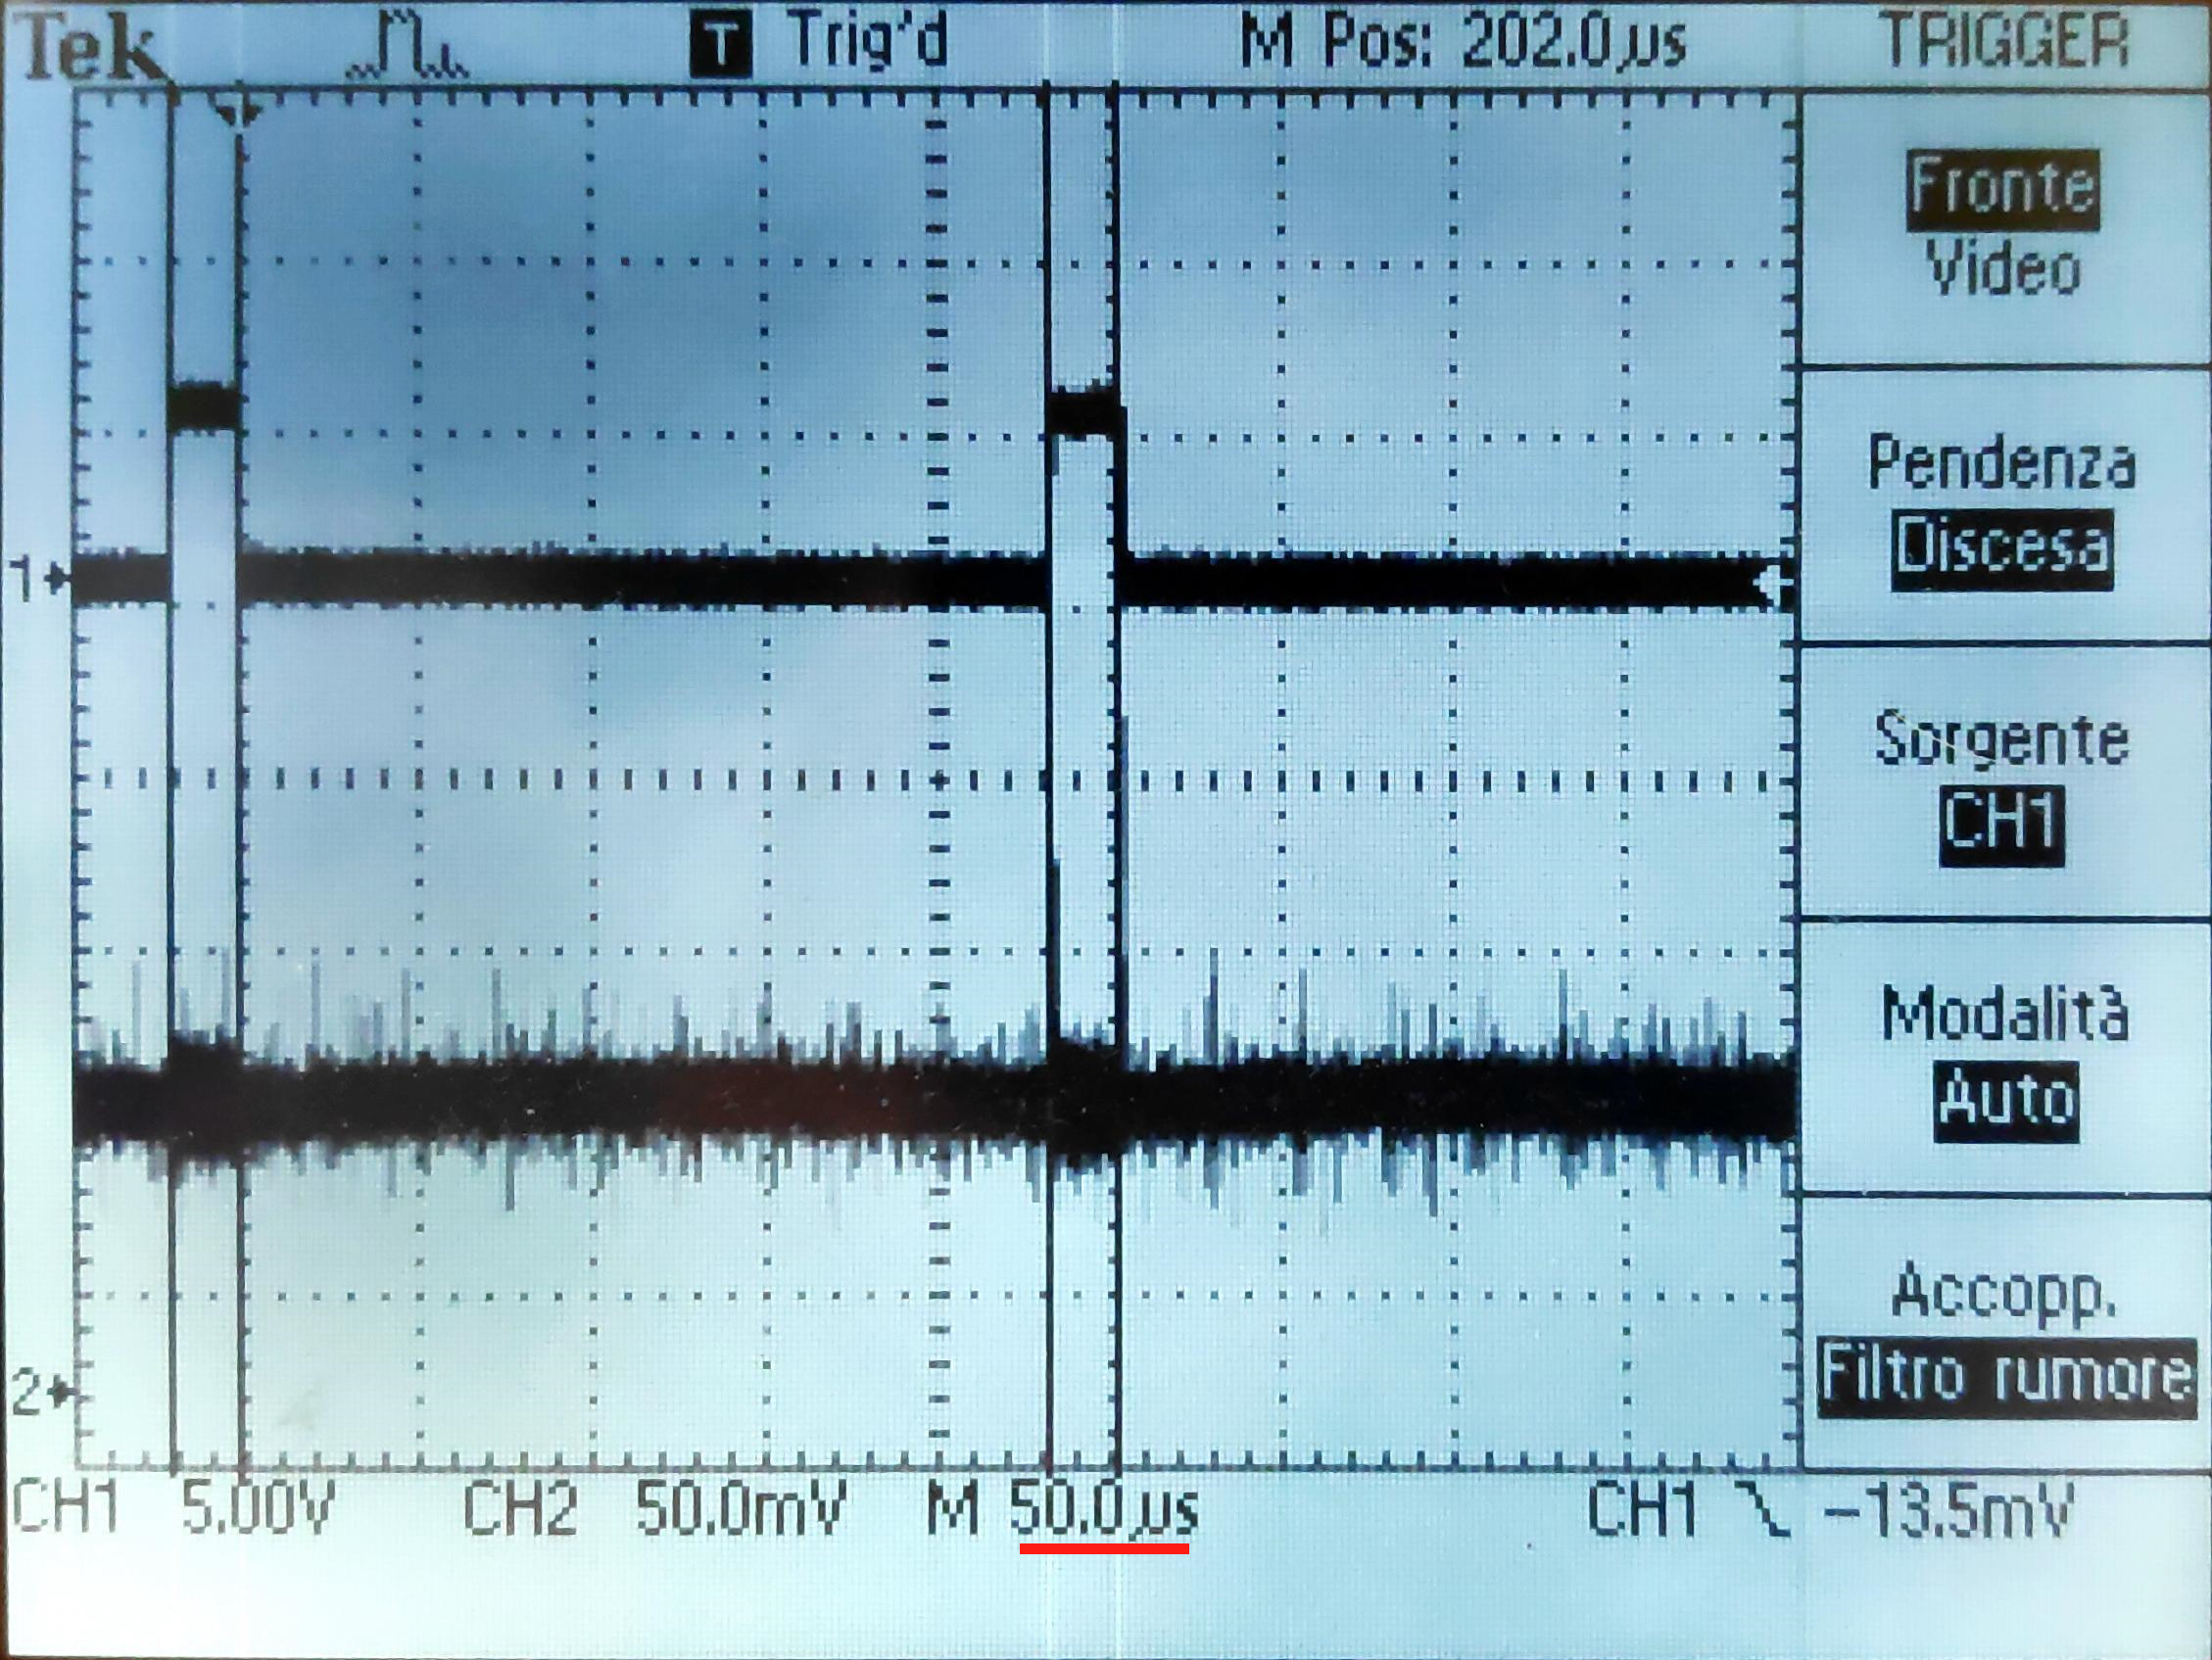 Tek T Trig'd M Pos: 202.0µs TRIGGER
Fronte
Video
Pendenza
Discesa
1
Sorgente
CH1
Modalità
Auto
Accopp.
Filtro rumore
2
CH1 5.00V CH2 50.0mV M 50.0µs CH1 -13.5mV